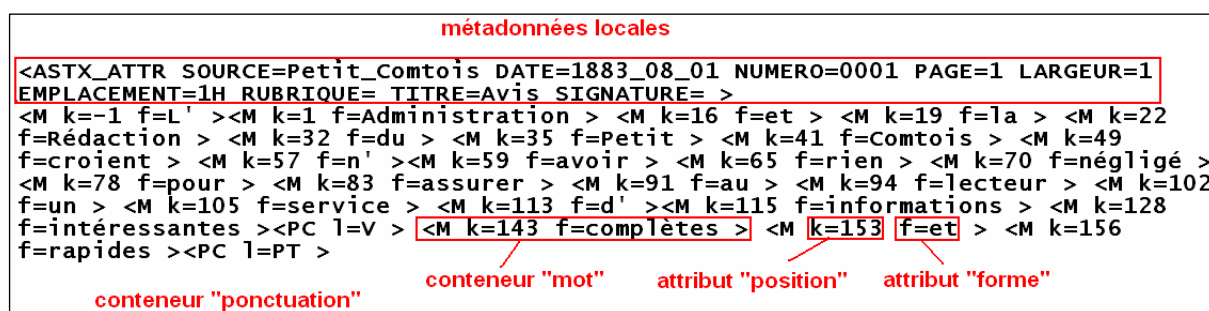 métadonnées locales
<ASTX_ATTR SOURCE=Petit_Comtois DATE=1883_08_01 NUMERO=0001 PAGE=1 LARGEUR=1
EMPLACEMENT=1H RUBRIQUE= TITRE=Avis SIGNATURE= >
<M k=-1 f=L' ><M k=1 f=Administration > <M k=16 f=et > <M k=19 f=la > <M k=22
f=Rédaction > <M k=32 f=du > <M k=35 f=Petit > <M k=41 f=Comtois > <M k=49
f=croient > <M k=57 f=n' ><M k=59 f=avoir > <M k=65 f=rien > <M k=70 f=négligé >
<M k=78 f=pour > <M k=83 f=assurer > <M k=91 f=au > <M k=94 f=lecteur > <M k=102
f=un > <M k=105 f=service > <M k=113 f=d' ><M k=115 f=informations > <M k=128
f=intéressantes ><PC l=V > <M k=143 f=complètes > <M k=153 f=et > <M k=156
f=rapides ><PC l=PT >
conteneur "mot" attribut "position" attribut "forme"
conteneur "ponctuation"